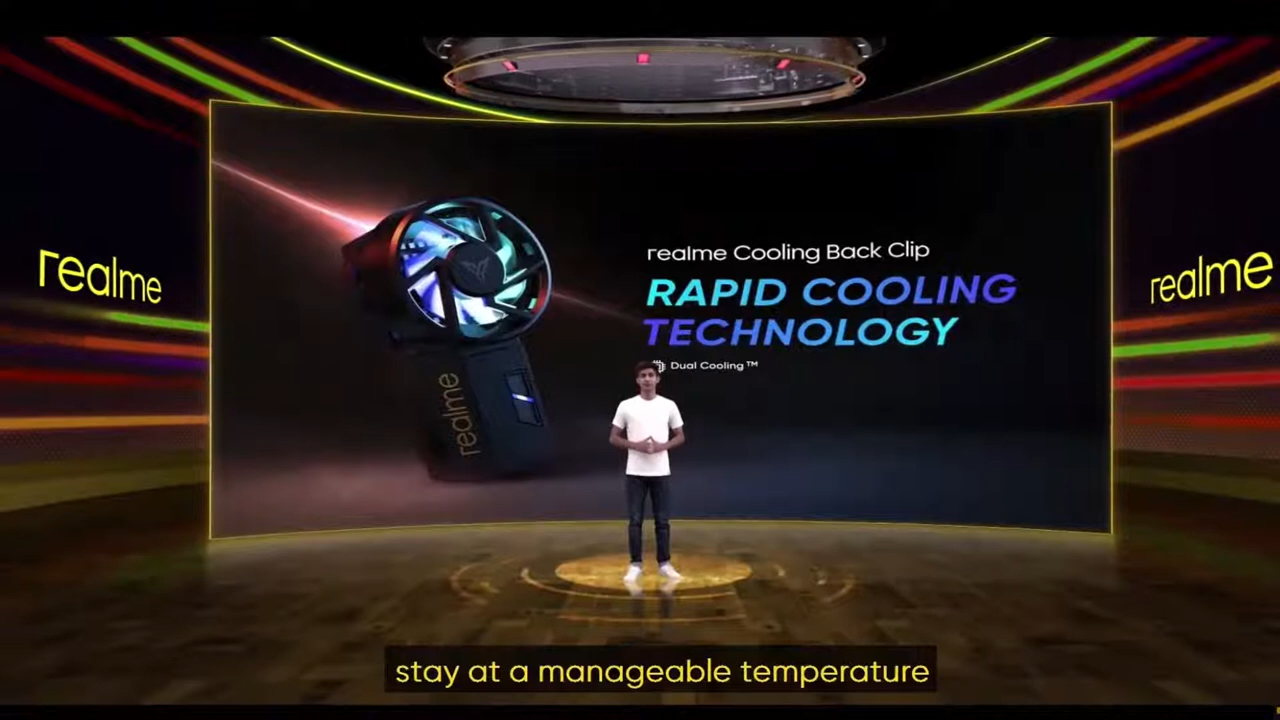 realme
realme
realme Cooling Back Clip
RAPID COOLING
TECHNOLOGY
Dual Cooling™
realme
stay at a manageable temperature